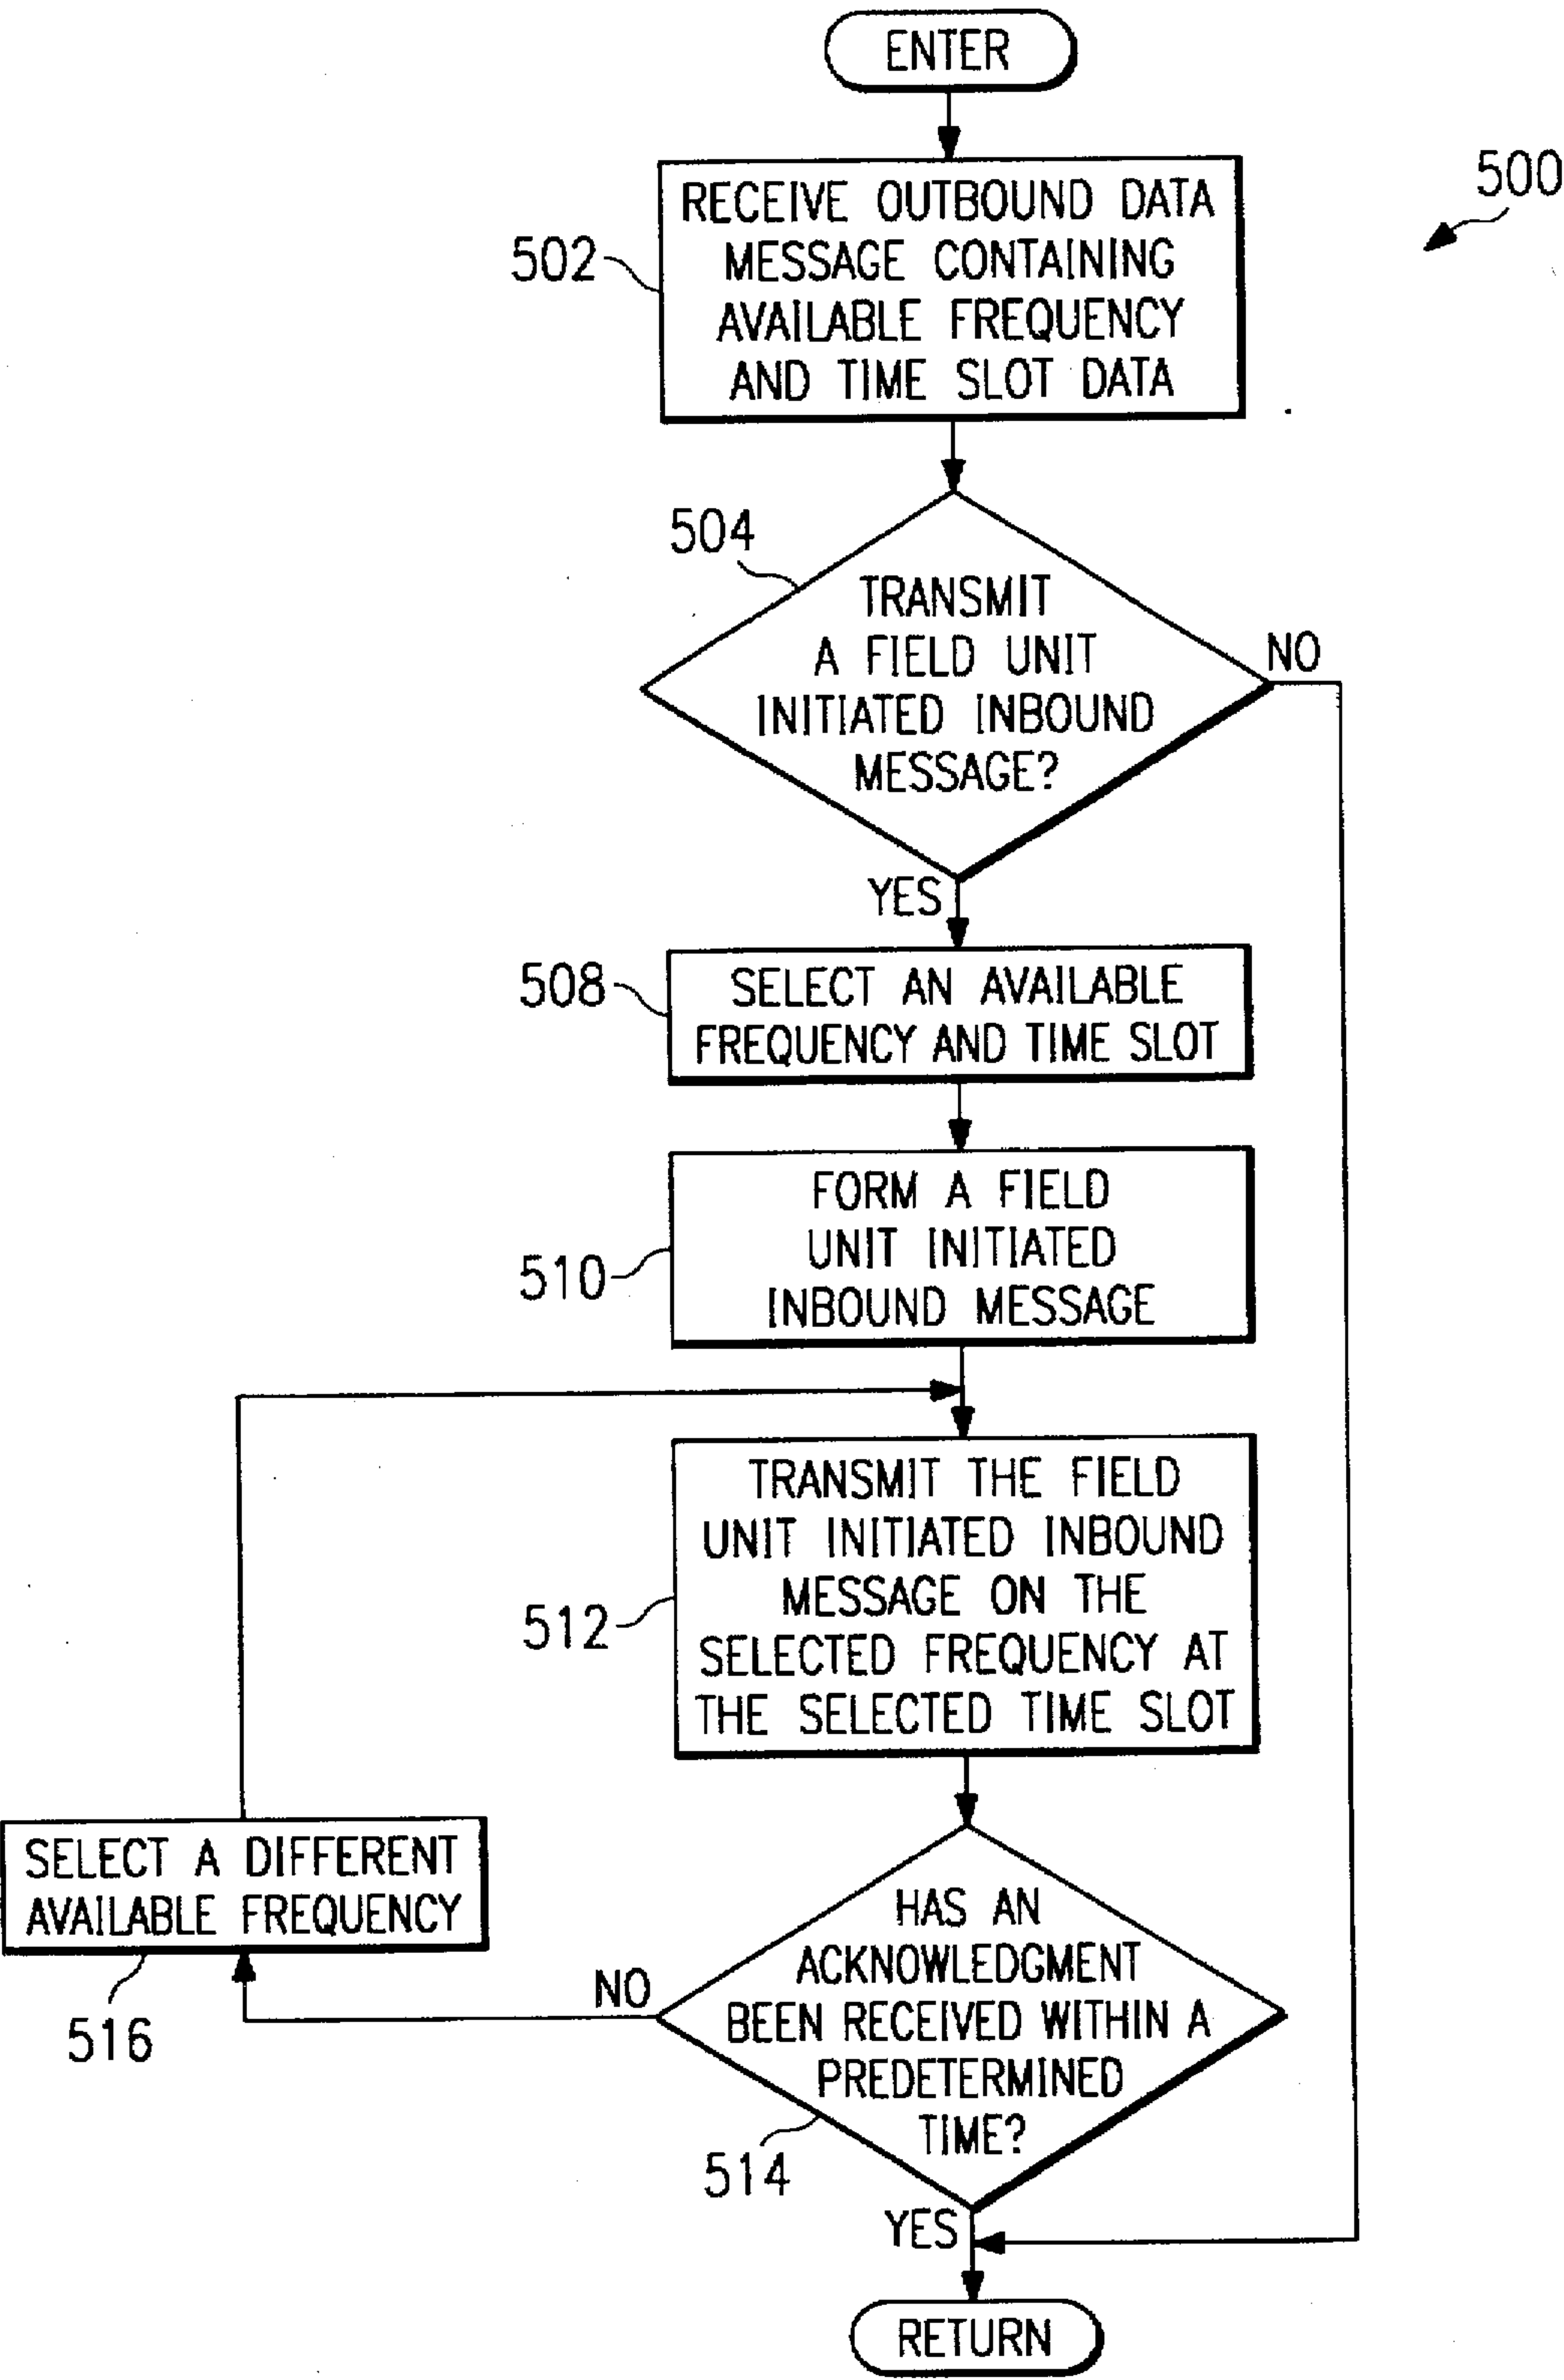 ENTER
500
RECEIVE OUTBOUND DATA
MESSAGE CONTAINING
AVAILABLE FREQUENCY
AND TIME SLOT DATA
502
504
TRANSMIT
A FIELD UNIT
INITIATED INBOUND
MESSAGE?
NO
YES
508
SELECT AN AVAILABLE
FREQUENCY AND TIME SLOT
510
FORM A FIELD
UNIT INITIATED
INBOUND MESSAGE
512
TRANSMIT THE FIELD
UNIT INITIATED INBOUND
MESSAGE ON THE
SELECTED FREQUENCY AT
THE SELECTED TIME SLOT
SELECT A DIFFERENT
AVAILABLE FREQUENCY
516
NO
HAS AN
ACKNOWLEDGMENT
BEEN RECEIVED WITHIN A
PREDETERMINED
TIME?
514
YES
RETURN